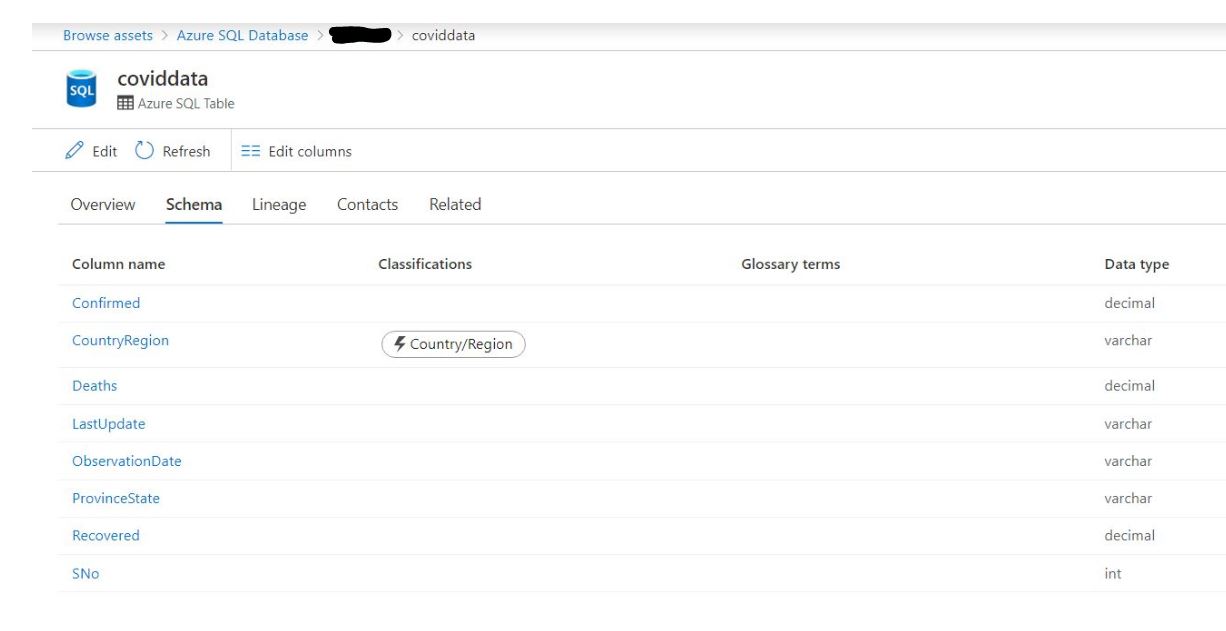 Browse assets > Azure SQL Database > > coviddata
SQL
coviddata
Azure SQL Table
Edit Refresh Edit columns
Overview Schema Lineage Contacts Related
Column name Classifications Glossary terms Data type
Confirmed decimal
CountryRegion Country/Region varchar
Deaths decimal
LastUpdate varchar
ObservationDate varchar
ProvinceState varchar
Recovered decimal
SNo int